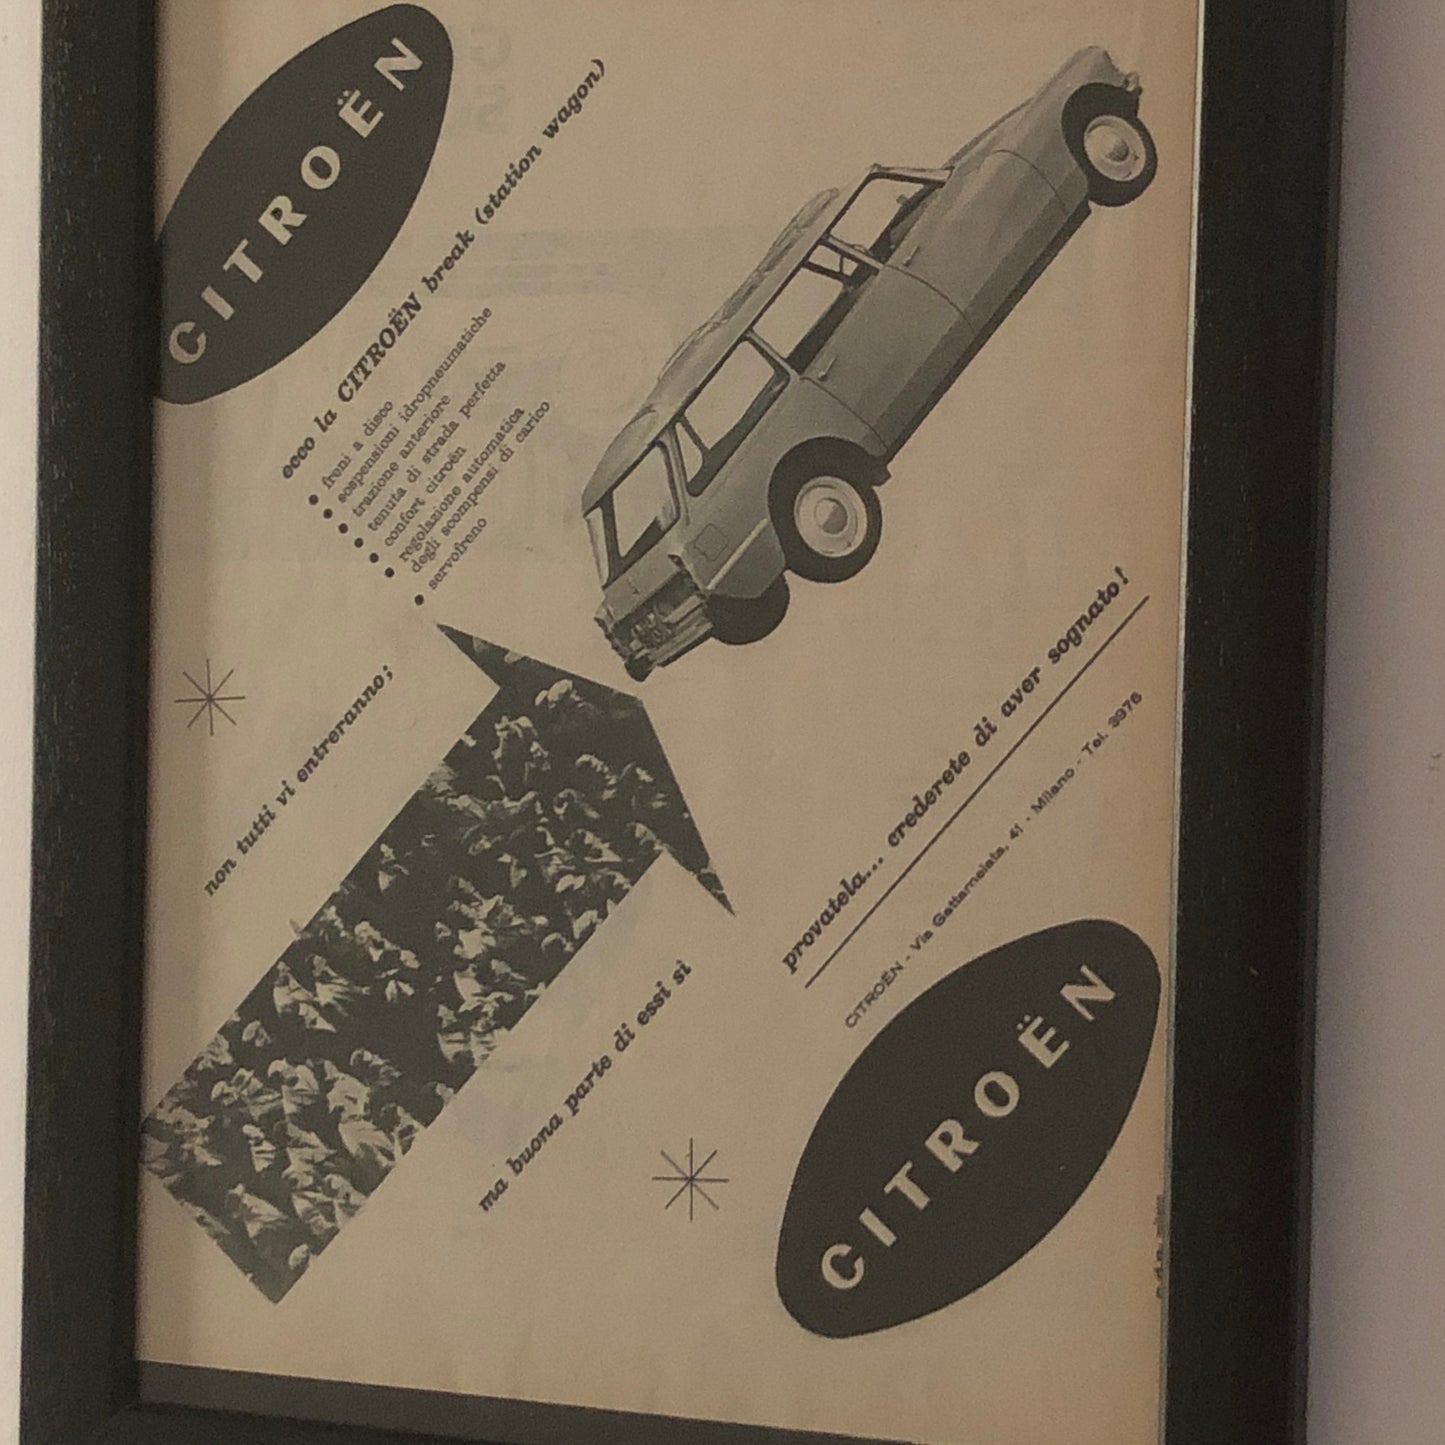 CITROËN
ecco la CITROËN break (station wagon)
• freni a disco
• sospensioni idropneumatiche
• trazione anteriore
• tenuta di strada perfetta
• confort citroën
• regolazione automatica
degli scompensi di carico
• servofreno
non tutti vi entreranno;
ma buona parte di essi sì
provatela... crederete di aver sognato!
CITROËN - Via Gattamelata, 41 - Milano - Tel. 3976
CITROËN